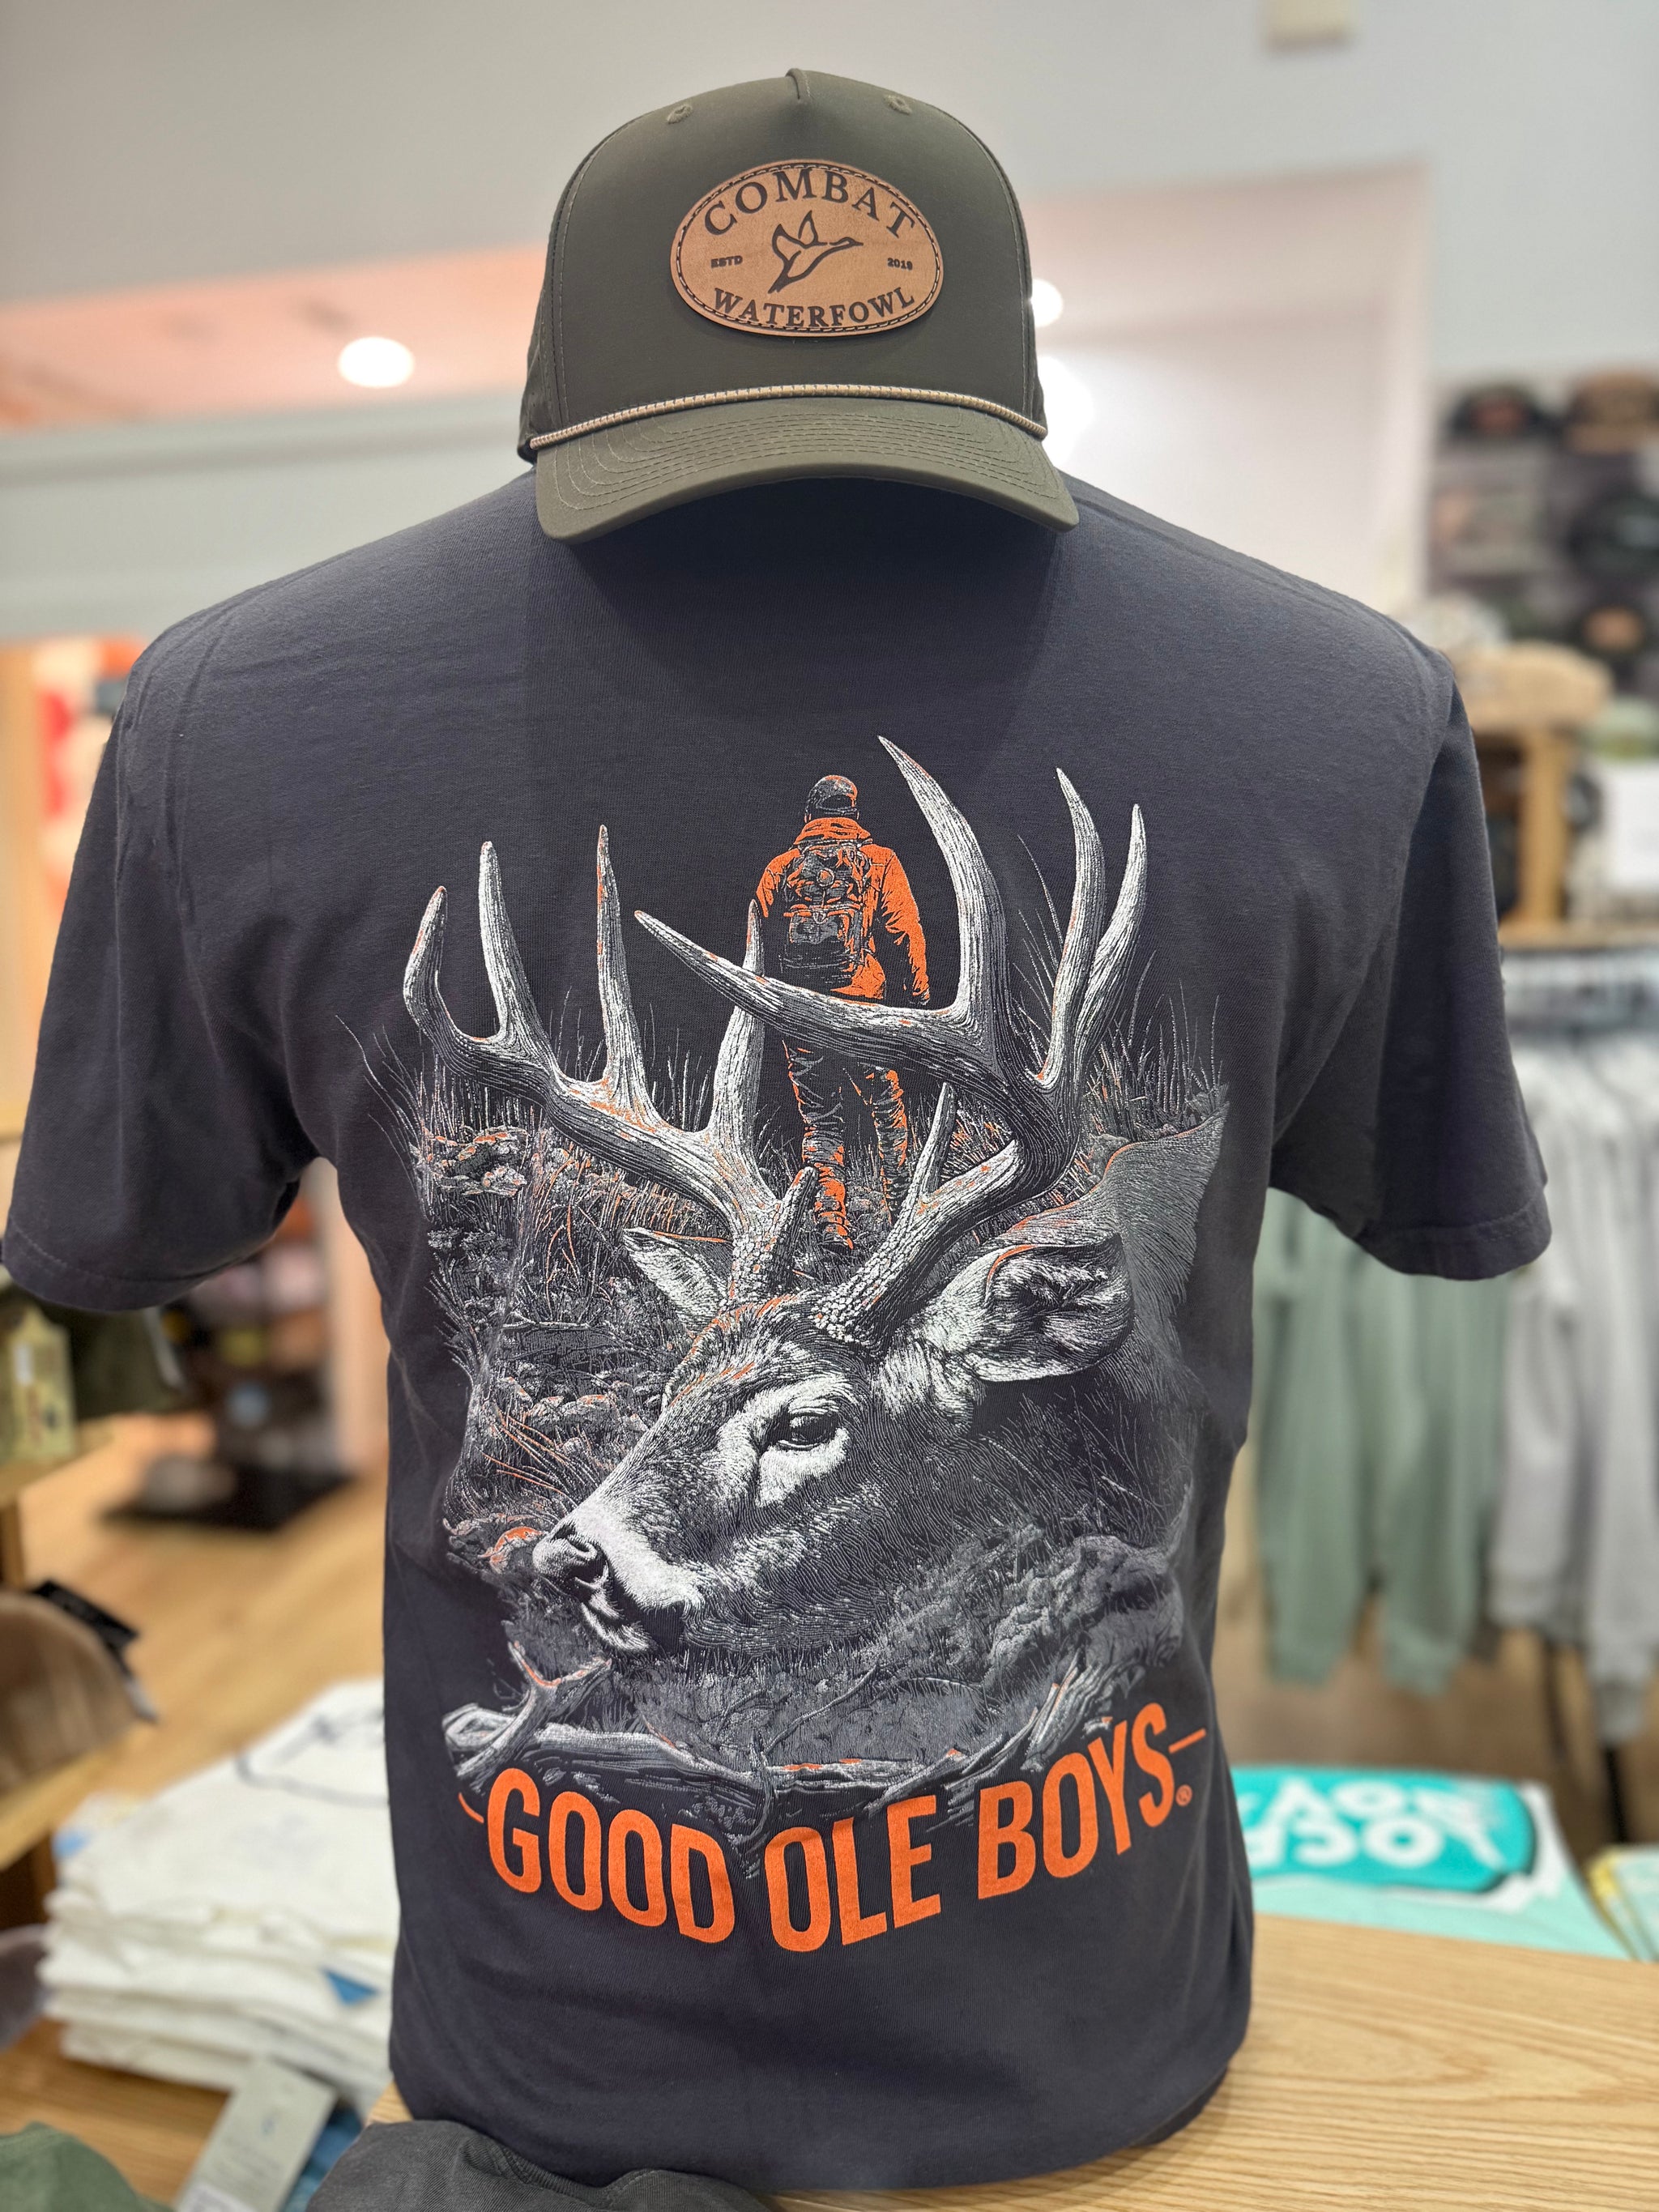 COMBAT
ESTD 2019
WATERFOWL
GOOD OLE BOYS®